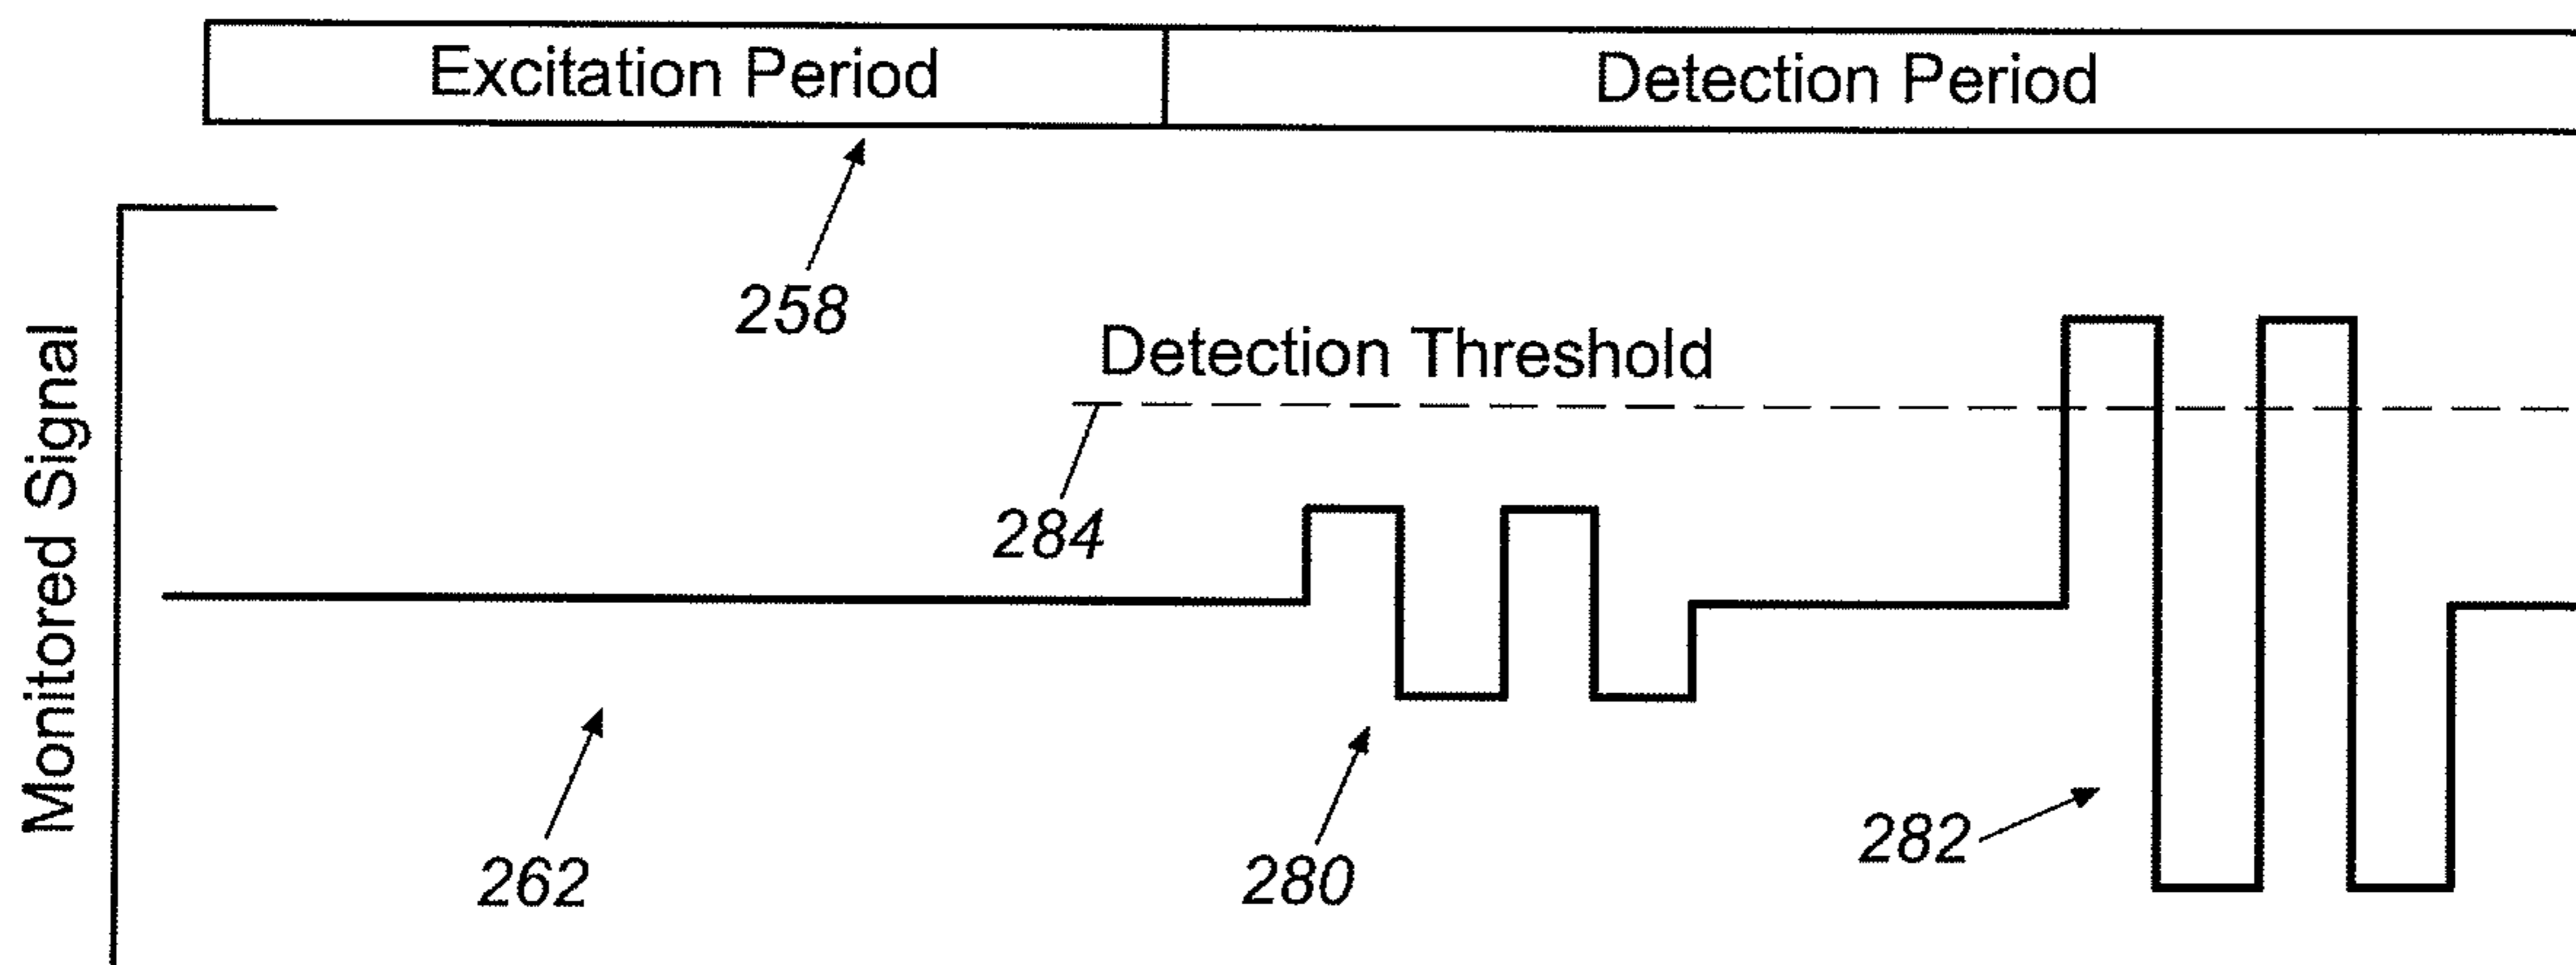 Excitation Period
Detection Period
258
Detection Threshold
284
Monitored Signal
262
280
282